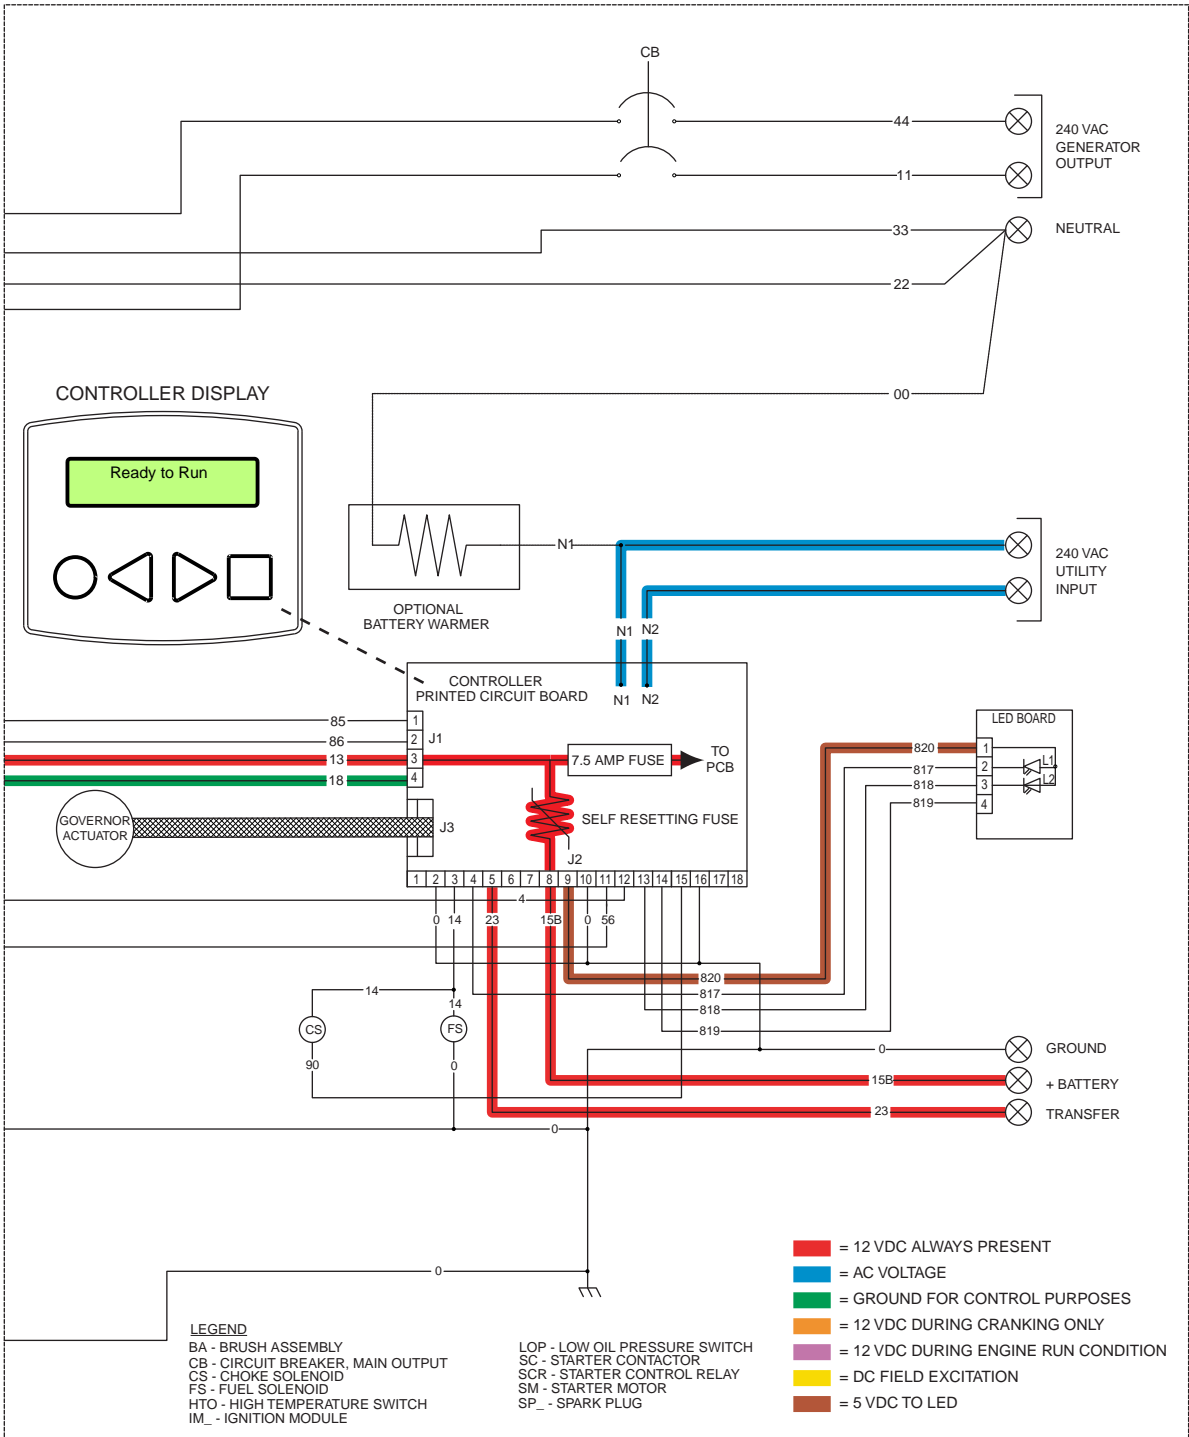 CB
44
240 VAC
GENERATOR
OUTPUT
11
33
NEUTRAL
22
CONTROLLER DISPLAY
00
Ready to Run
N1
240 VAC
UTILITY
INPUT
OPTIONAL
BATTERY WARMER
N1 N2
CONTROLLER
PRINTED CIRCUIT BOARD
N1 N2
LED BOARD
85 1
86 2 J1
13 3
18 4
7.5 AMP FUSE
TO
PCB
820 1
817 2 L1
818 3 L2
819 4
GOVERNOR
ACTUATOR
J3
SELF RESETTING FUSE
J2
1 2 3 4 5 6 7 8 9 10 11 12 13 14 15 16 17 18
4
0 14 23 15B 0 56
820
14 817
14 818
CS FS 819
90 0
0 GROUND
15B + BATTERY
23 TRANSFER
0
0
= 12 VDC ALWAYS PRESENT
= AC VOLTAGE
= GROUND FOR CONTROL PURPOSES
= 12 VDC DURING CRANKING ONLY
= 12 VDC DURING ENGINE RUN CONDITION
= DC FIELD EXCITATION
= 5 VDC TO LED
LEGEND
BA - BRUSH ASSEMBLY
CB - CIRCUIT BREAKER, MAIN OUTPUT
CS - CHOKE SOLENOID
FS - FUEL SOLENOID
HTO - HIGH TEMPERATURE SWITCH
IM_ - IGNITION MODULE
LOP - LOW OIL PRESSURE SWITCH
SC - STARTER CONTACTOR
SCR - STARTER CONTROL RELAY
SM - STARTER MOTOR
SP_ - SPARK PLUG